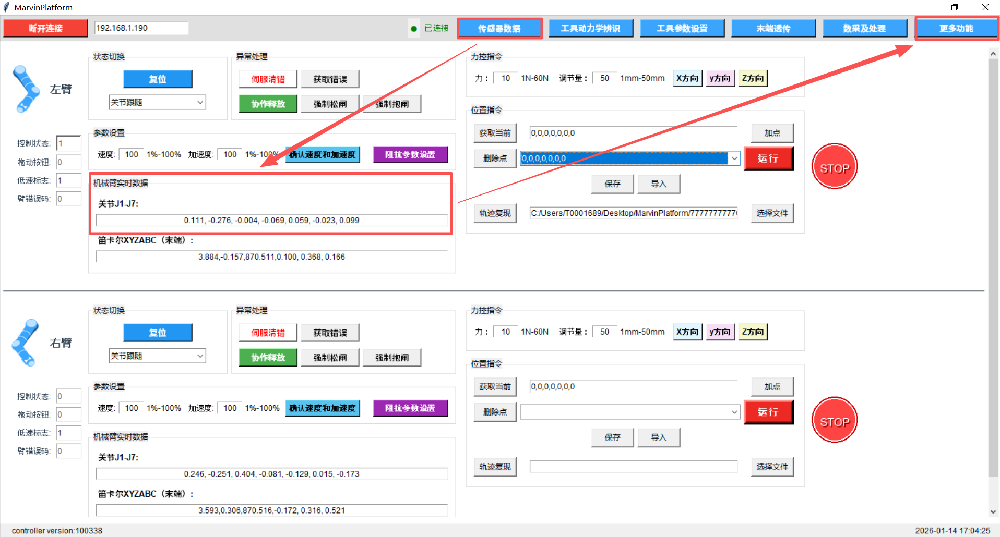 MarvinPlatform
断开连接 192.168.1.190 已连接 传感器数据 工具动力学辨识 工具参数设置 末端透传 数采及处理 更多功能
左臂
状态切换
复位
关节跟随
异常处理
伺服清错 获取错误
协作释放 强制松闸 强制抱闸
控制状态: 1
拖动按钮: 0
低速标志: 1
臂错误码: 0
参数设置
速度: 100 1%-100% 加速度: 100 1%-100% 确认速度和加速度 阻抗参数设置
机械臂实时数据
关节J1-J7:
0.111, -0.276, -0.004, -0.069, 0.059, -0.023, 0.099
笛卡尔XYZABC（末端）:
3.884,-0.157,870.511,0.100, 0.368, 0.166
力控指令
力: 10 1N-60N 调节量: 50 1mm-50mm X方向 y方向 Z方向
位置指令
获取当前 0,0,0,0,0,0,0 加点
删除点 0,0,0,0,0,0,0 运行
保存 导入
轨迹复现 C:/Users/T0001689/Desktop/MarvinPlatform/7777777777 选择文件
STOP
右臂
状态切换
复位
关节跟随
异常处理
伺服清错 获取错误
协作释放 强制松闸 强制抱闸
控制状态: 0
拖动按钮: 0
低速标志: 1
臂错误码: 0
参数设置
速度: 100 1%-100% 加速度: 100 1%-100% 确认速度和加速度 阻抗参数设置
机械臂实时数据
关节J1-J7:
0.246, -0.251, 0.404, -0.081, -0.129, 0.015, -0.173
笛卡尔XYZABC（末端）:
3.593,0.306,870.516,-0.172, 0.316, 0.521
力控指令
力: 10 1N-60N 调节量: 50 1mm-50mm X方向 y方向 Z方向
位置指令
获取当前 0,0,0,0,0,0,0 加点
删除点 运行
保存 导入
轨迹复现 选择文件
STOP
controller version:100338 2026-01-14 17:04:25